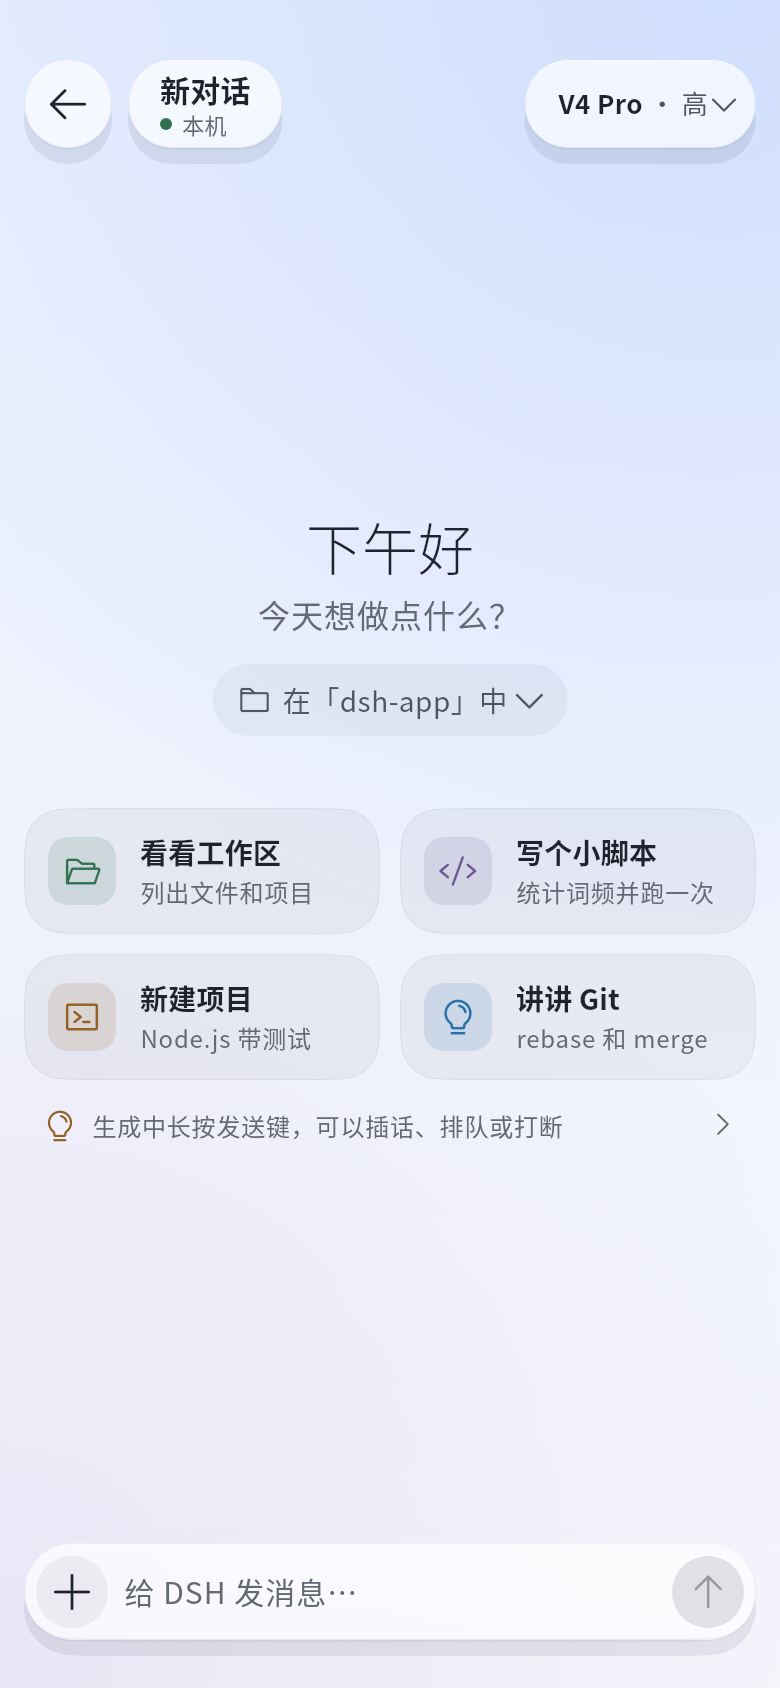 新对话
本机
V4 Pro · 高
下午好
今天想做点什么？
在「dsh-app」中
看看工作区
列出文件和项目
写个小脚本
统计词频并跑一次
新建项目
Node.js 带测试
讲讲 Git
rebase 和 merge
生成中长按发送键，可以插话、排队或打断
给 DSH 发消息…